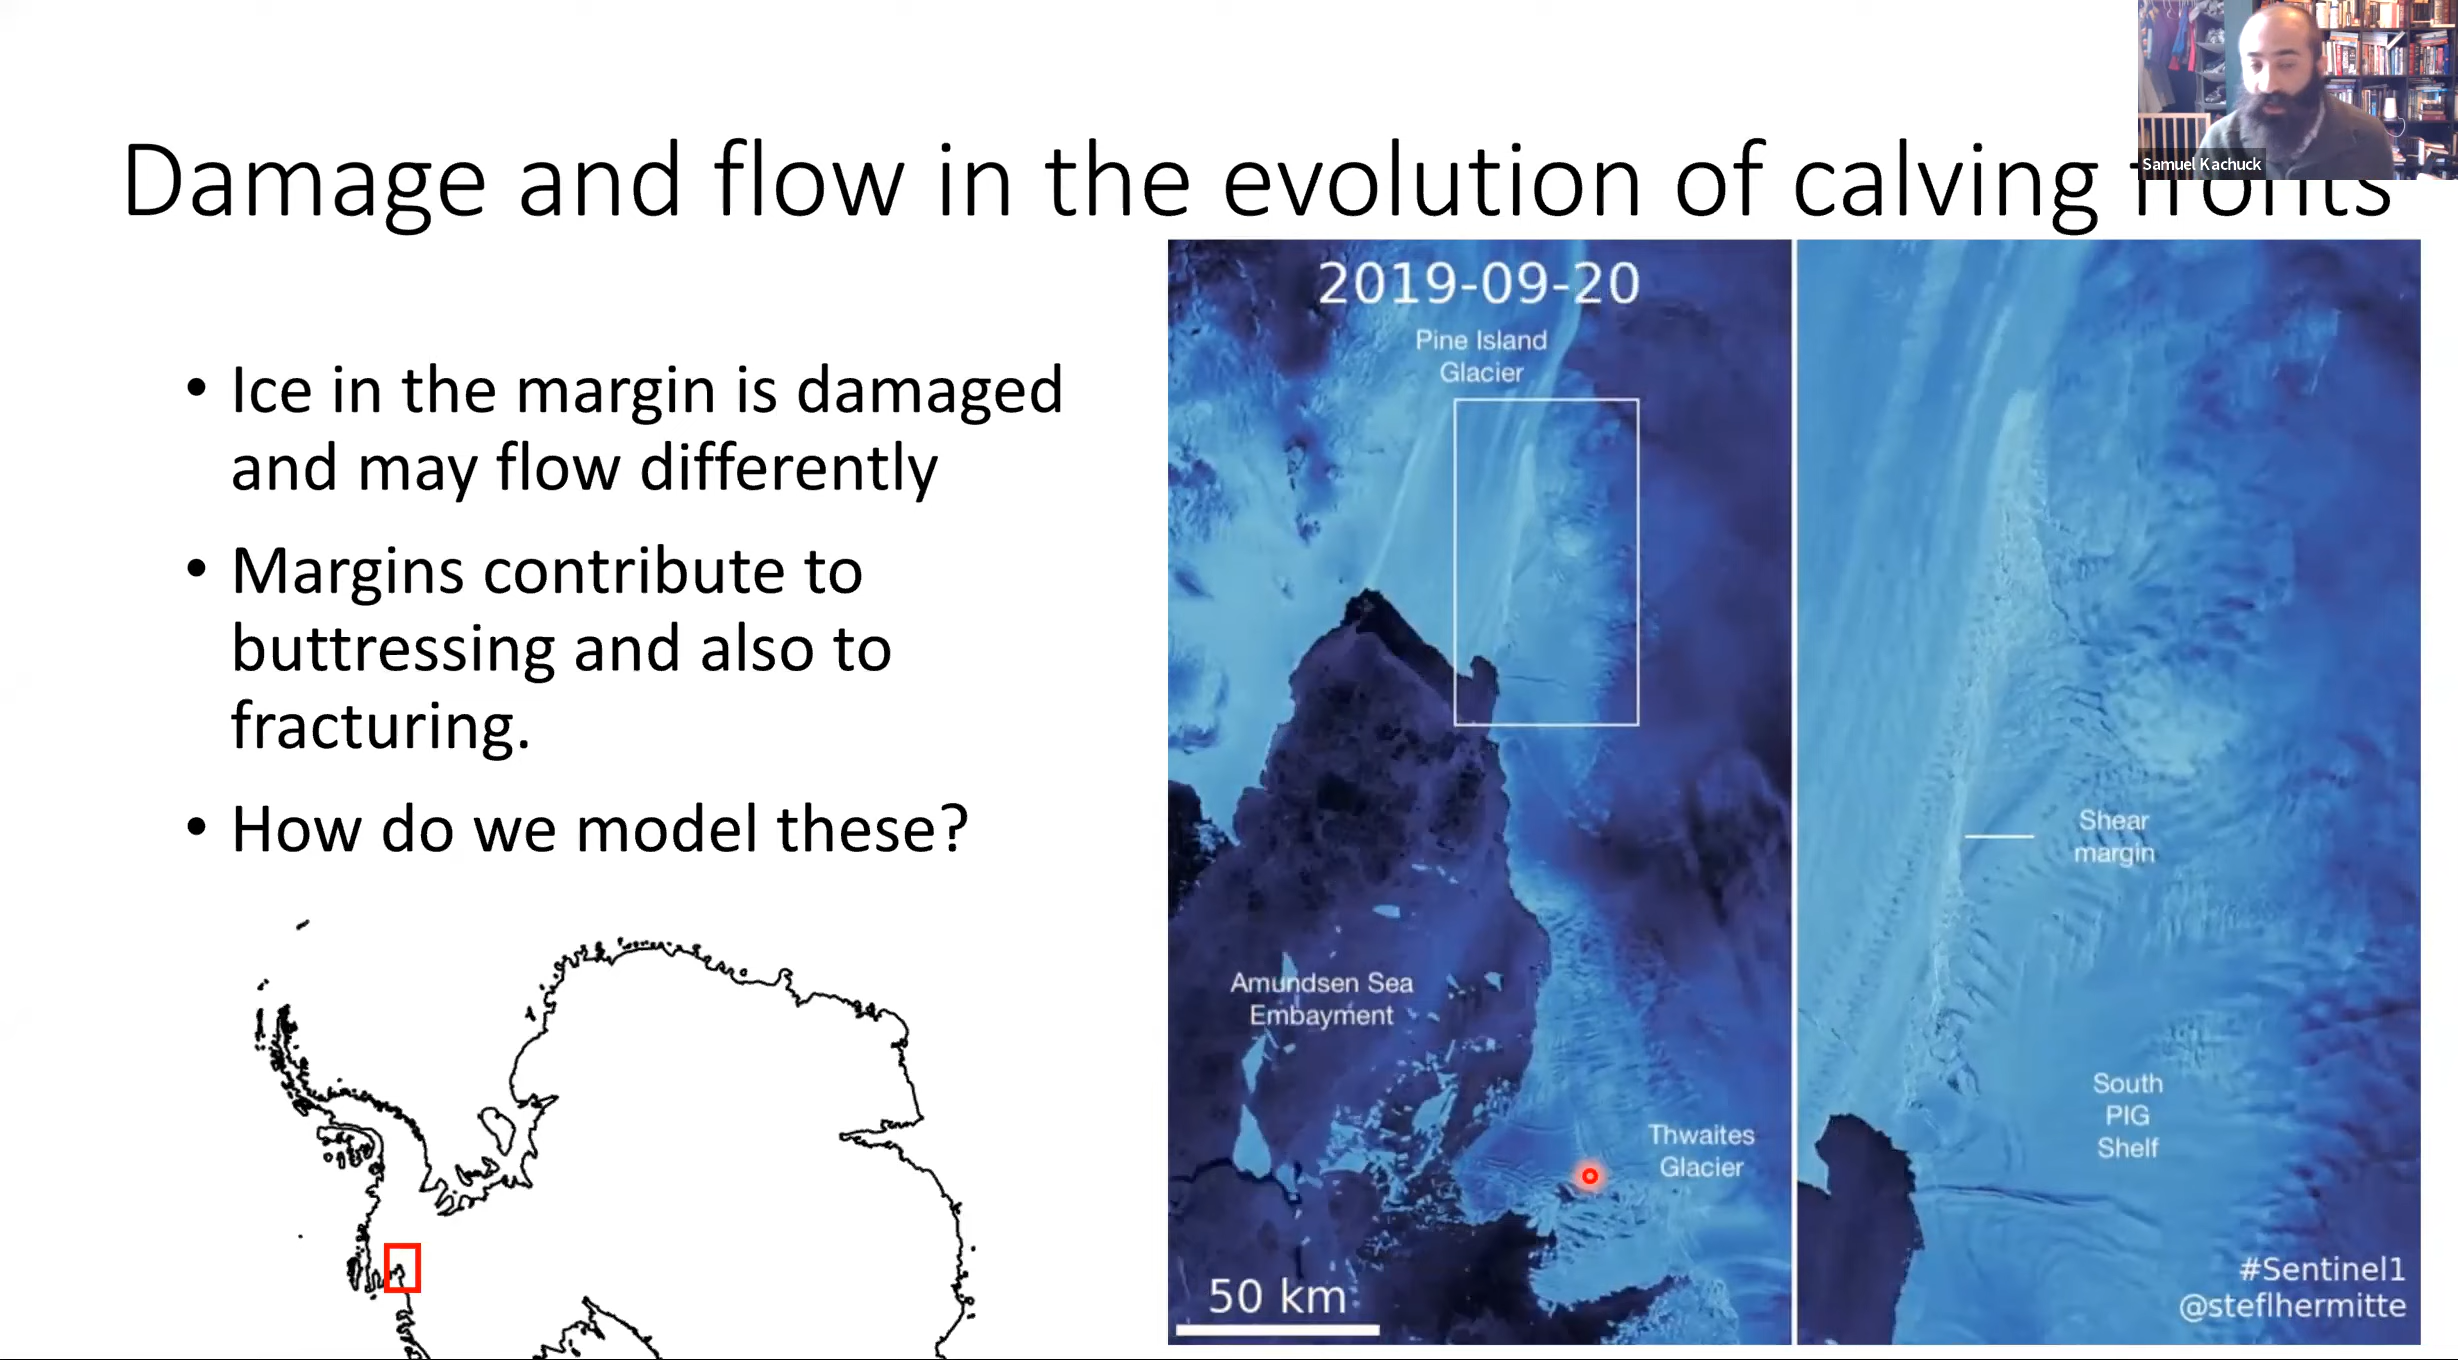 Samuel Kachuck
Damage and flow in the evolution of calving fronts
• Ice in the margin is damaged
and may flow differently
• Margins contribute to
buttressing and also to
fracturing.
• How do we model these?
2019-09-20
Pine Island
Glacier
Amundsen Sea
Embayment
Thwaites
Glacier
50 km
Shear
margin
South
PIG
Shelf
#Sentinel1
@steflhermitte